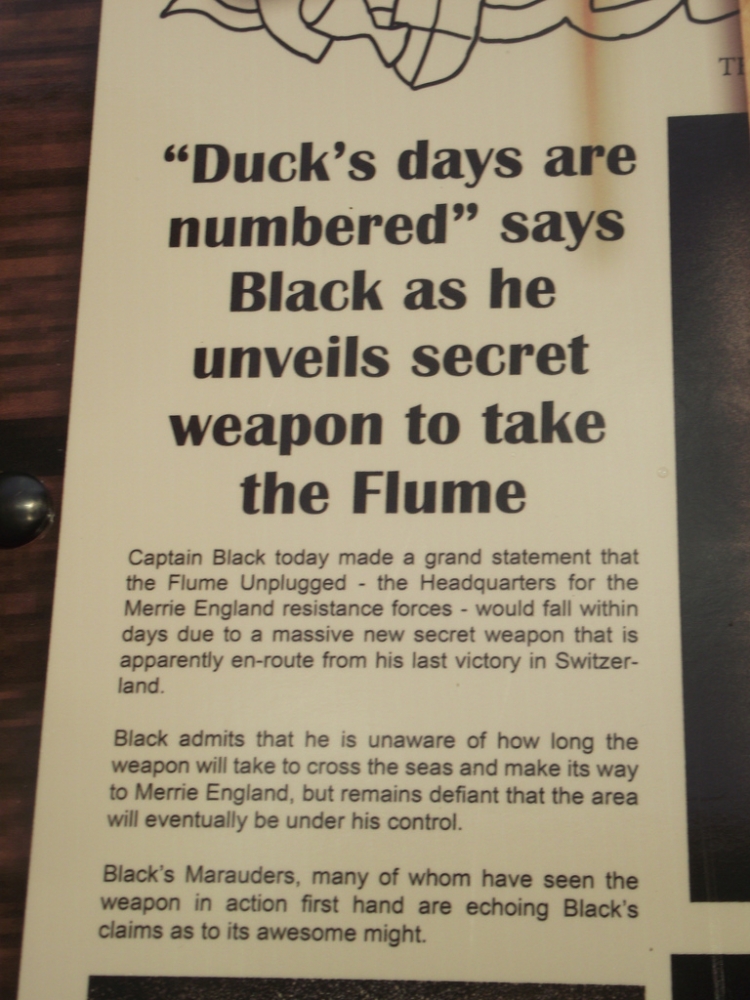 “Duck’s days are
numbered” says
Black as he
unveils secret
weapon to take
the Flume
Captain Black today made a grand statement that
the Flume Unplugged - the Headquarters for the
Merrie England resistance forces - would fall within
days due to a massive new secret weapon that is
apparently en-route from his last victory in Switzer-
land.
Black admits that he is unaware of how long the
weapon will take to cross the seas and make its way
to Merrie England, but remains defiant that the area
will eventually be under his control.
Black’s Marauders, many of whom have seen the
weapon in action first hand are echoing Black’s
claims as to its awesome might.